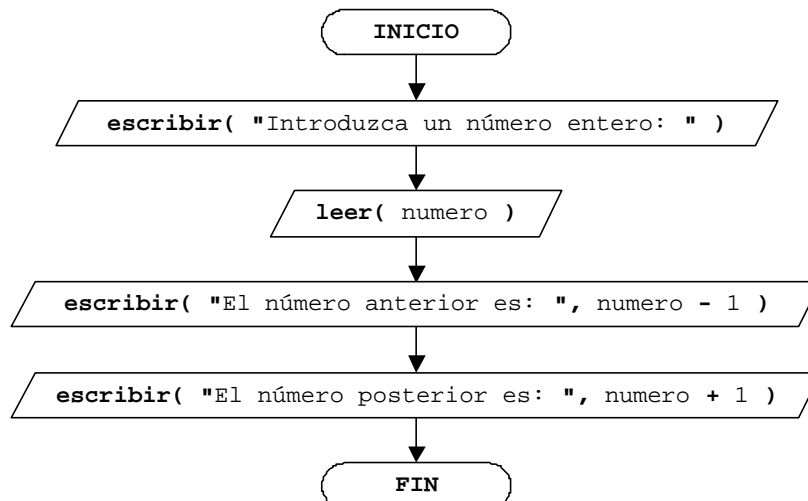 INICIO
escribir( "Introduzca un número entero: " )
leer( numero )
escribir( "El número anterior es: ", numero - 1 )
escribir( "El número posterior es: ", numero + 1 )
FIN